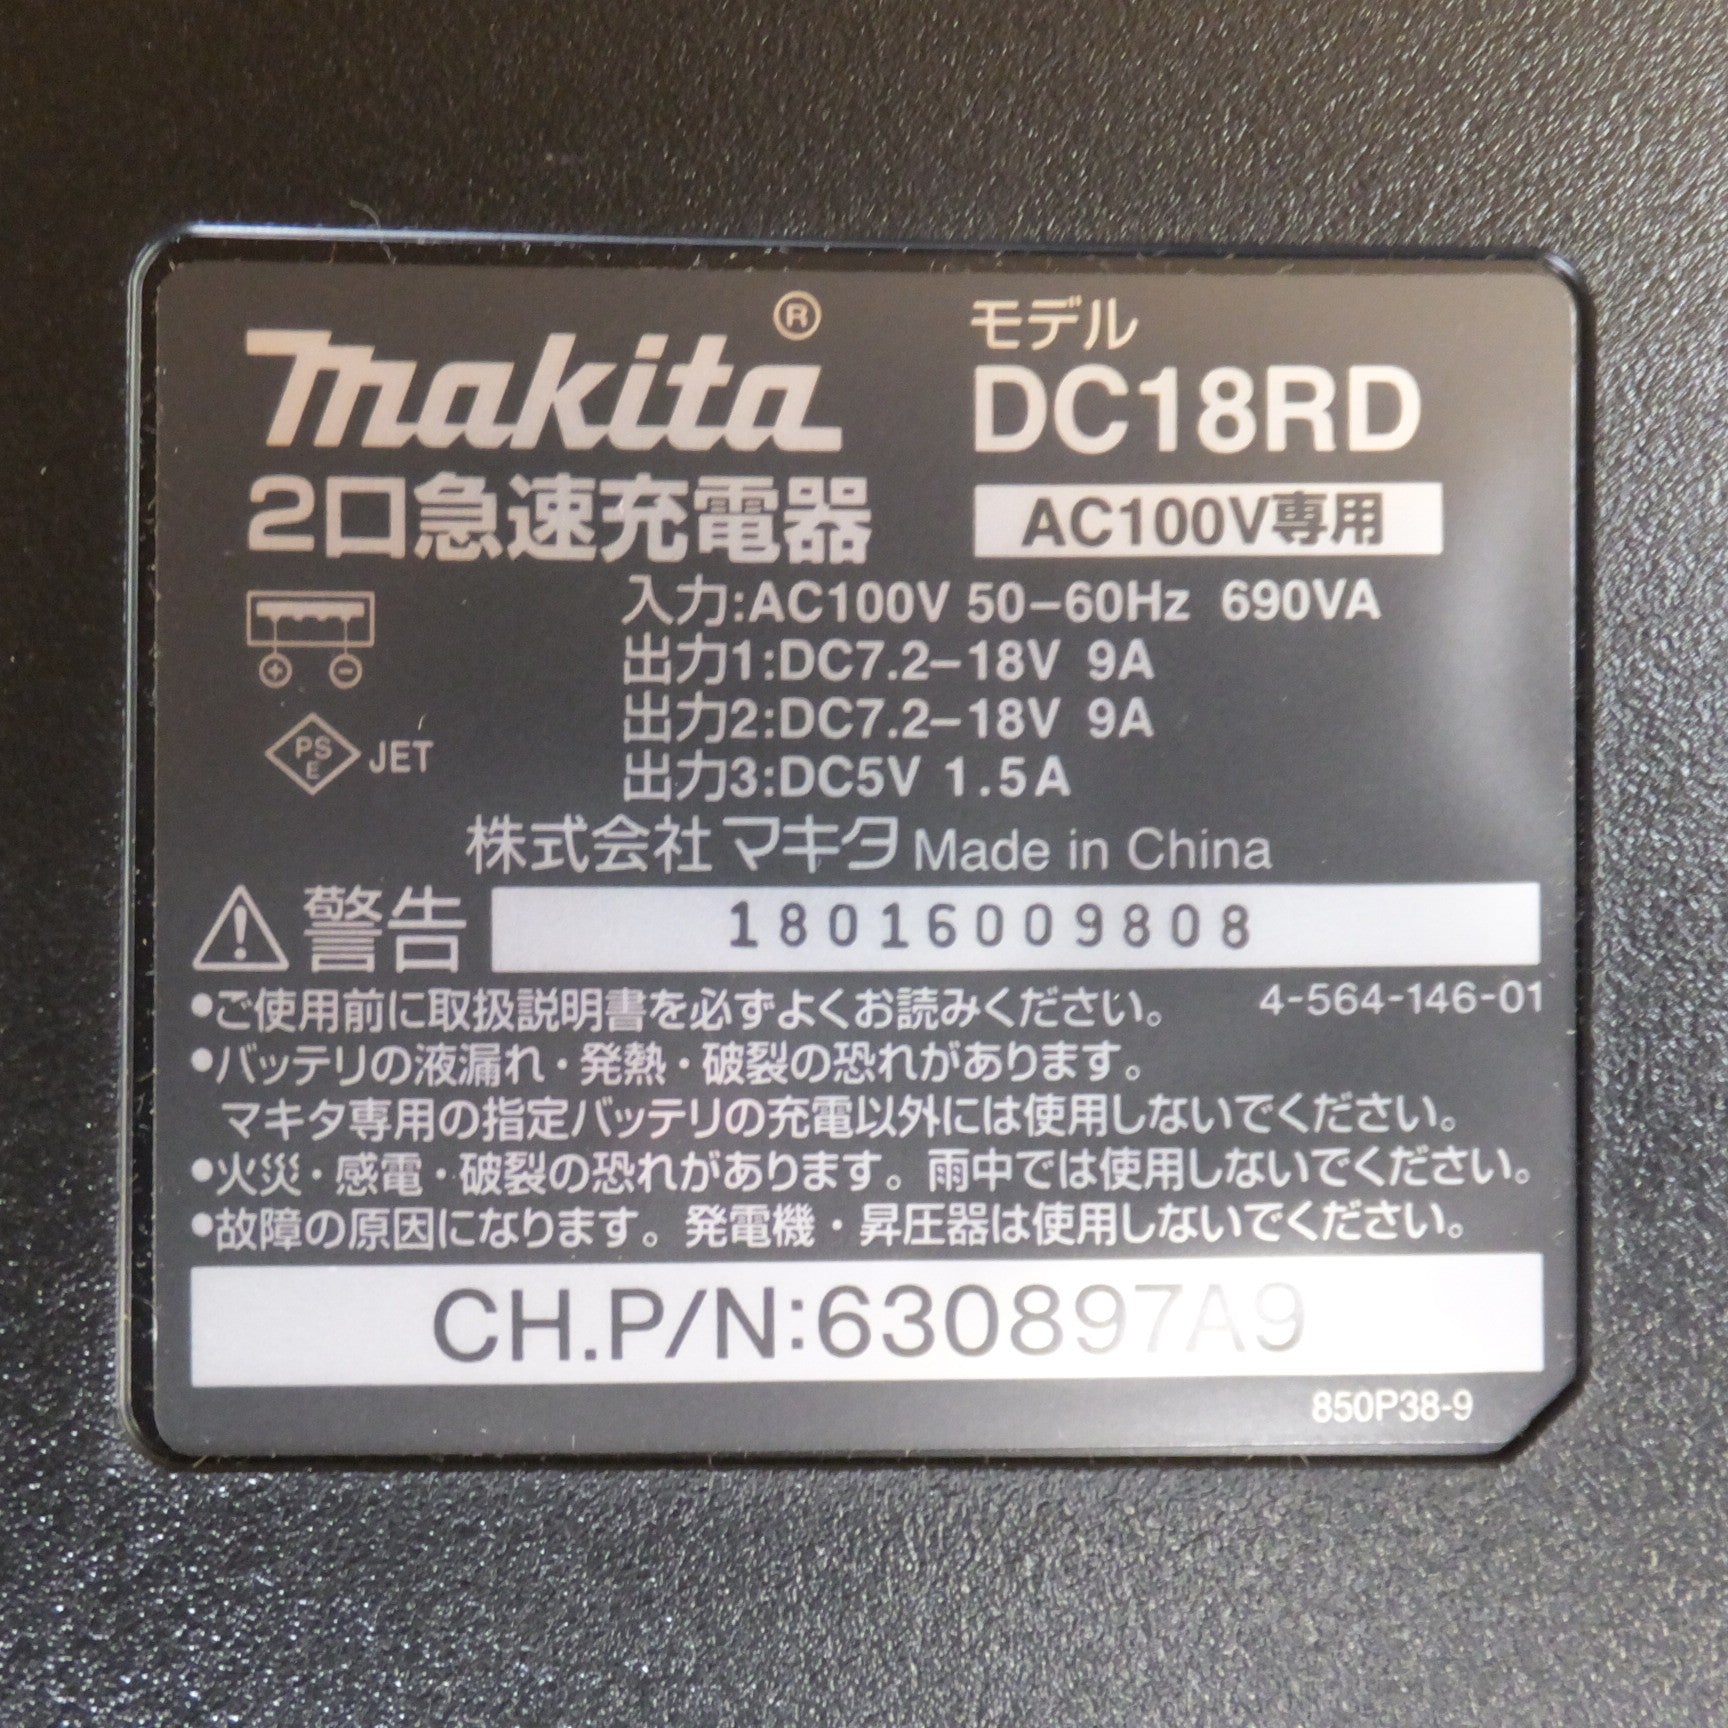 makita®
モデル
DC18RD
2口急速充電器
AC100V専用
入力:AC100V 50–60Hz 690VA
出力1:DC7.2–18V 9A
出力2:DC7.2–18V 9A
出力3:DC5V 1.5A
PSE JET
株式会社マキタ Made in China
警告 18016009808
•ご使用前に取扱説明書を必ずよくお読みください。 4-564-146-01
•バッテリの液漏れ・発熱・破裂の恐れがあります。
マキタ専用の指定バッテリの充電以外には使用しないでください。
•火災・感電・破裂の恐れがあります。雨中では使用しないでください。
•故障の原因になります。発電機・昇圧器は使用しないでください。
CH.P/N:630897A9
850P38-9